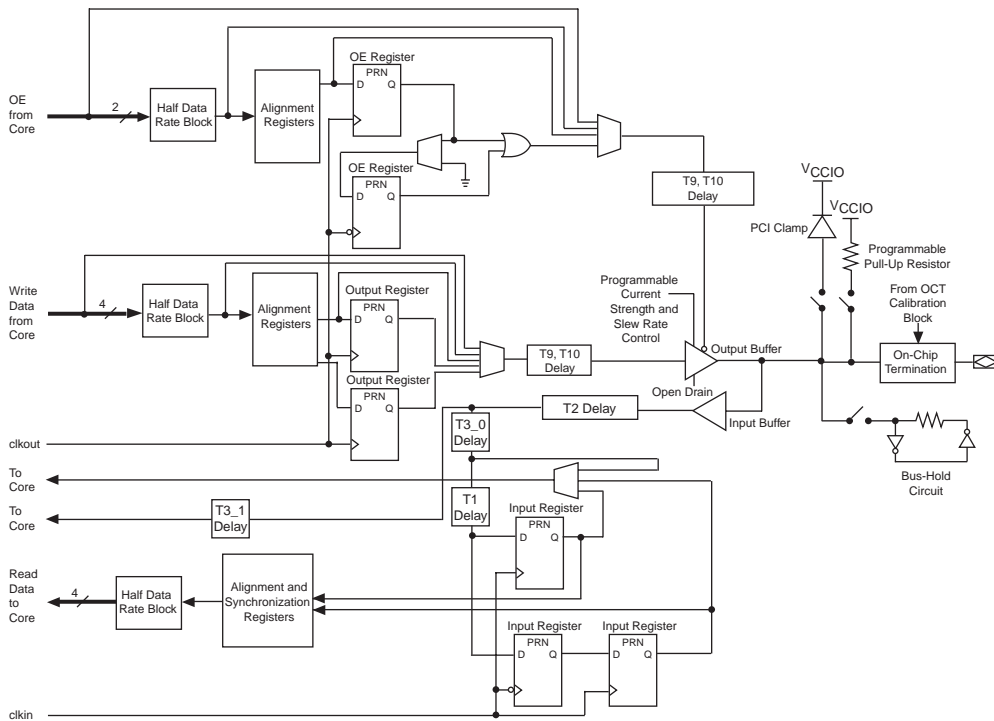 OE
from
Core
2
Half Data
Rate Block
Alignment
Registers
OE Register
PRN
D Q
OE Register
PRN
D Q
T9, T10
Delay
VCCIO
VCCIO
PCI Clamp
Programmable
Pull-Up Resistor
From OCT
Calibration
Block
On-Chip
Termination
Write
Data
from
Core
4
Half Data
Rate Block
Alignment
Registers
Output Register
PRN
D Q
Output Register
PRN
D Q
T9, T10
Delay
Programmable
Current
Strength and
Slew Rate
Control
Output Buffer
Open Drain
Input Buffer
T2 Delay
Bus-Hold
Circuit
clkout
T3_0
Delay
To
Core
T1
Delay
To
Core
T3_1
Delay
Input Register
PRN
D Q
Read
Data
to
Core
4
Half Data
Rate Block
Alignment and
Synchronization
Registers
Input Register
PRN
D Q
Input Register
PRN
D Q
clkin